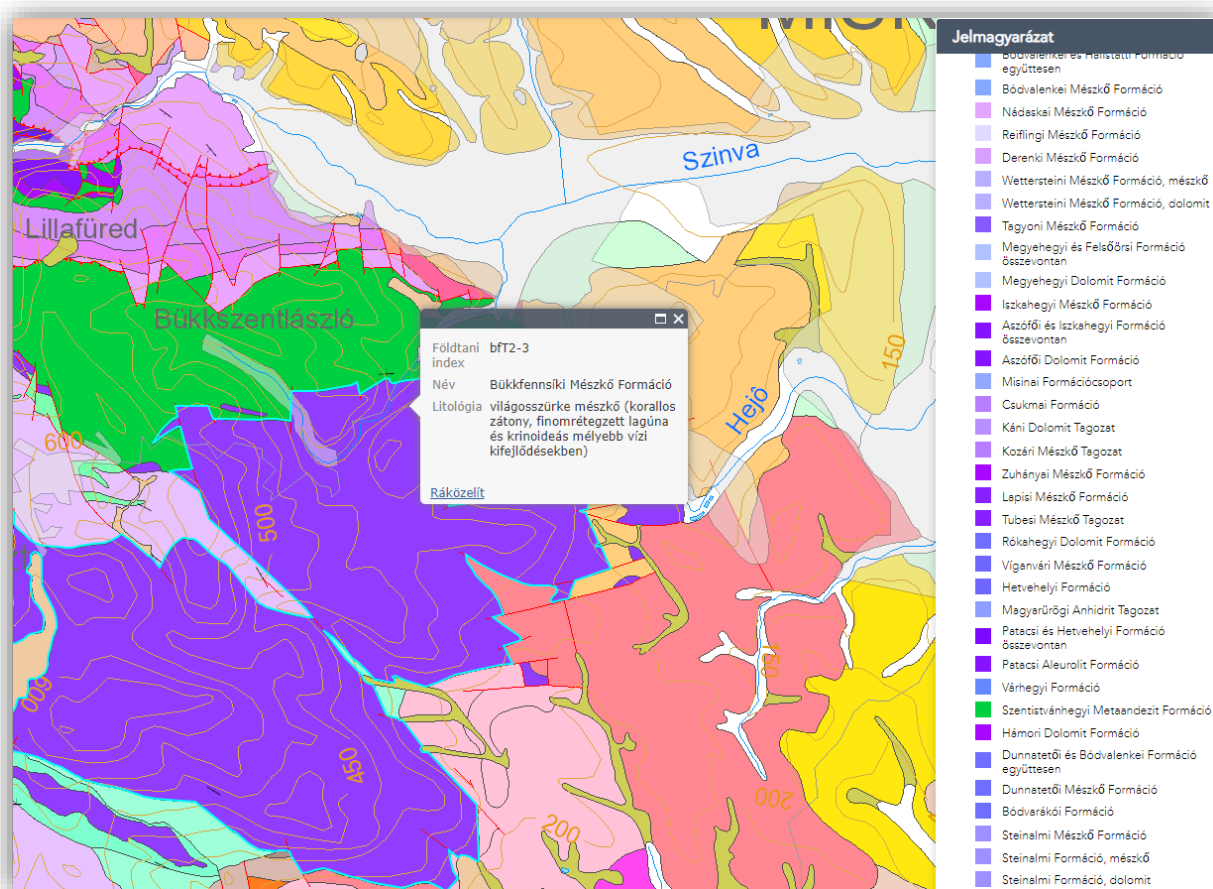 Jelmagyarázat
Bódvalenkei és Hallstatti Formáció
együttesen
Bódvalenkei Mészkő Formáció
Nádaskai Mészkő Formáció
Reiflingi Mészkő Formáció
Derenki Mészkő Formáció
Wettersteini Mészkő Formáció, mészkő
Wettersteini Mészkő Formáció, dolomit
Tagyoni Mészkő Formáció
Megyehegyi és Felsőörsi Formáció
összevontan
Megyehegyi Dolomit Formáció
Iszkahegyi Mészkő Formáció
Aszófői és Iszkahegyi Formáció
összevontan
Aszófői Dolomit Formáció
Misinai Formációcsoport
Csukmai Formáció
Káni Dolomit Tagozat
Kozári Mészkő Tagozat
Zuhányai Mészkő Formáció
Lapisi Mészkő Formáció
Tubesi Mészkő Tagozat
Rókahegyi Dolomit Formáció
Víganvári Mészkő Formáció
Hetvehelyi Formáció
Magyarürögi Anhidrit Tagozat
Patacsi és Hetvehelyi Formáció
összevontan
Patacsi Aleurolit Formáció
Várhegyi Formáció
Szentistvánhegyi Metaandezit Formáció
Hámori Dolomit Formáció
Dunnatetői és Bódvalenkei Formáció
együttesen
Dunnatetői Mészkő Formáció
Bódvarákói Formáció
Steinalmi Mészkő Formáció
Steinalmi Formáció, mészkő
Steinalmi Formáció, dolomit
Szinva
Lillafüred
Bükkszentlászló
Földtani index bfT2-3
Név Bükkfennsíki Mészkő Formáció
Litológia világosszürke mészkő (korallos
zátony, finomrétegzett lagúna
és krinoideás mélyebb vízi
kifejlődésekben)
Ráközelít
150
Hejő
600
500
600
450
150
200
200